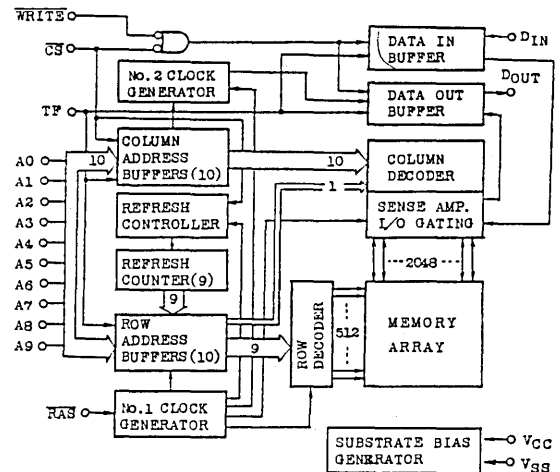 WRITE
CS
TF
A0
A1
A2
A3
A4
A5
A6
A7
A8
A9
RAS
No.2 CLOCK
GENERATOR
10
COLUMN
ADDRESS
BUFFERS(10)
REFRESH
CONTROLLER
REFRESH
COUNTER(9)
9
ROW
ADDRESS
BUFFERS(10)
No.1 CLOCK
GENERATOR
10
1
9
ROW DECODER
512
DATA IN
BUFFER
DATA OUT
BUFFER
COLUMN
DECODER
SENSE AMP.
I/O GATING
2048
MEMORY
ARRAY
SUBSTRATE BIAS
GENERATOR
DIN
DOUT
VCC
VSS